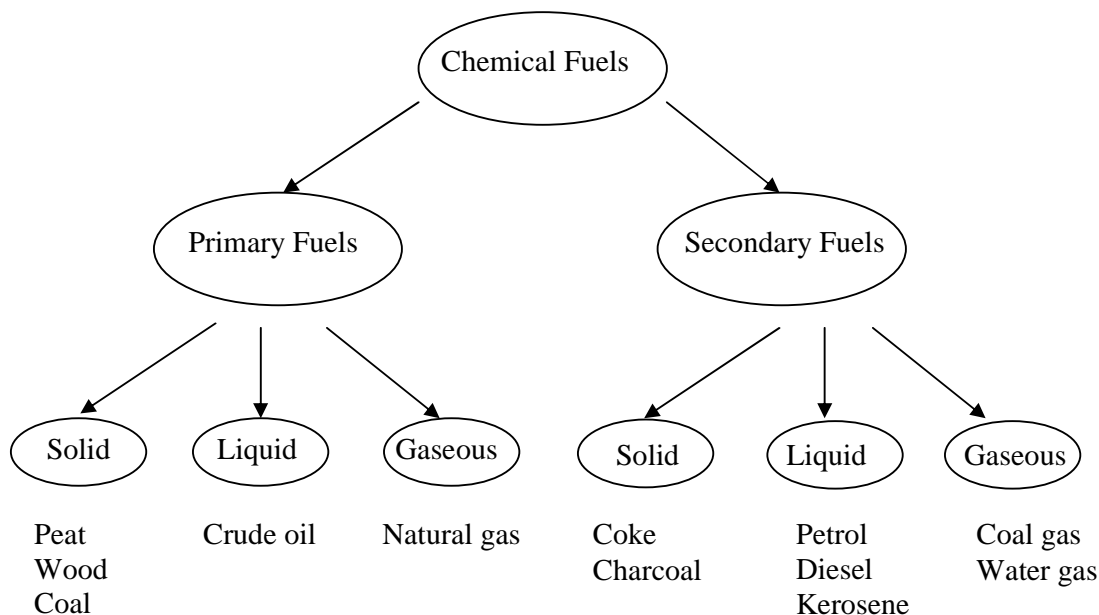 Chemical Fuels
Primary Fuels
Secondary Fuels
Solid
Liquid
Gaseous
Solid
Liquid
Gaseous
Peat
Wood
Coal
Crude oil
Natural gas
Coke
Charcoal
Petrol
Diesel
Kerosene
Coal gas
Water gas